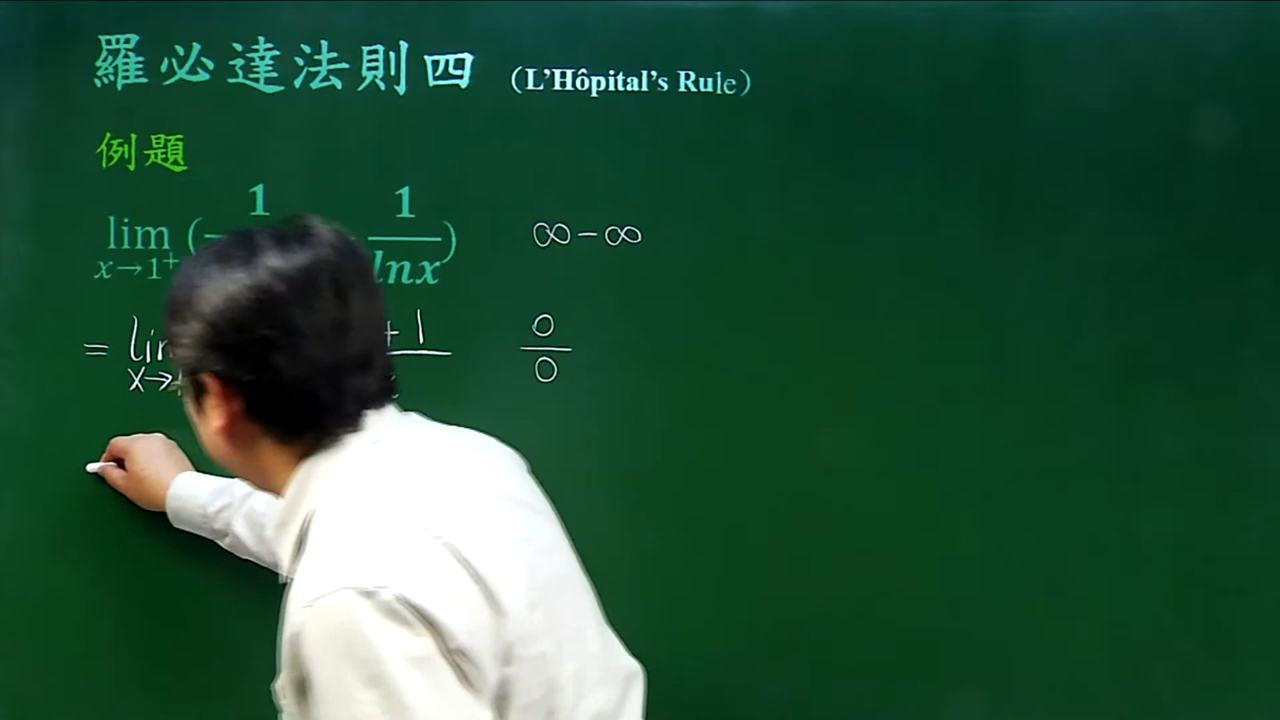 羅必達法則四 (L'Hôpital's Rule)
例題
lim x→1⁺ ( 1 1/lnx ) ∞-∞
= lim x→ +1 0/0